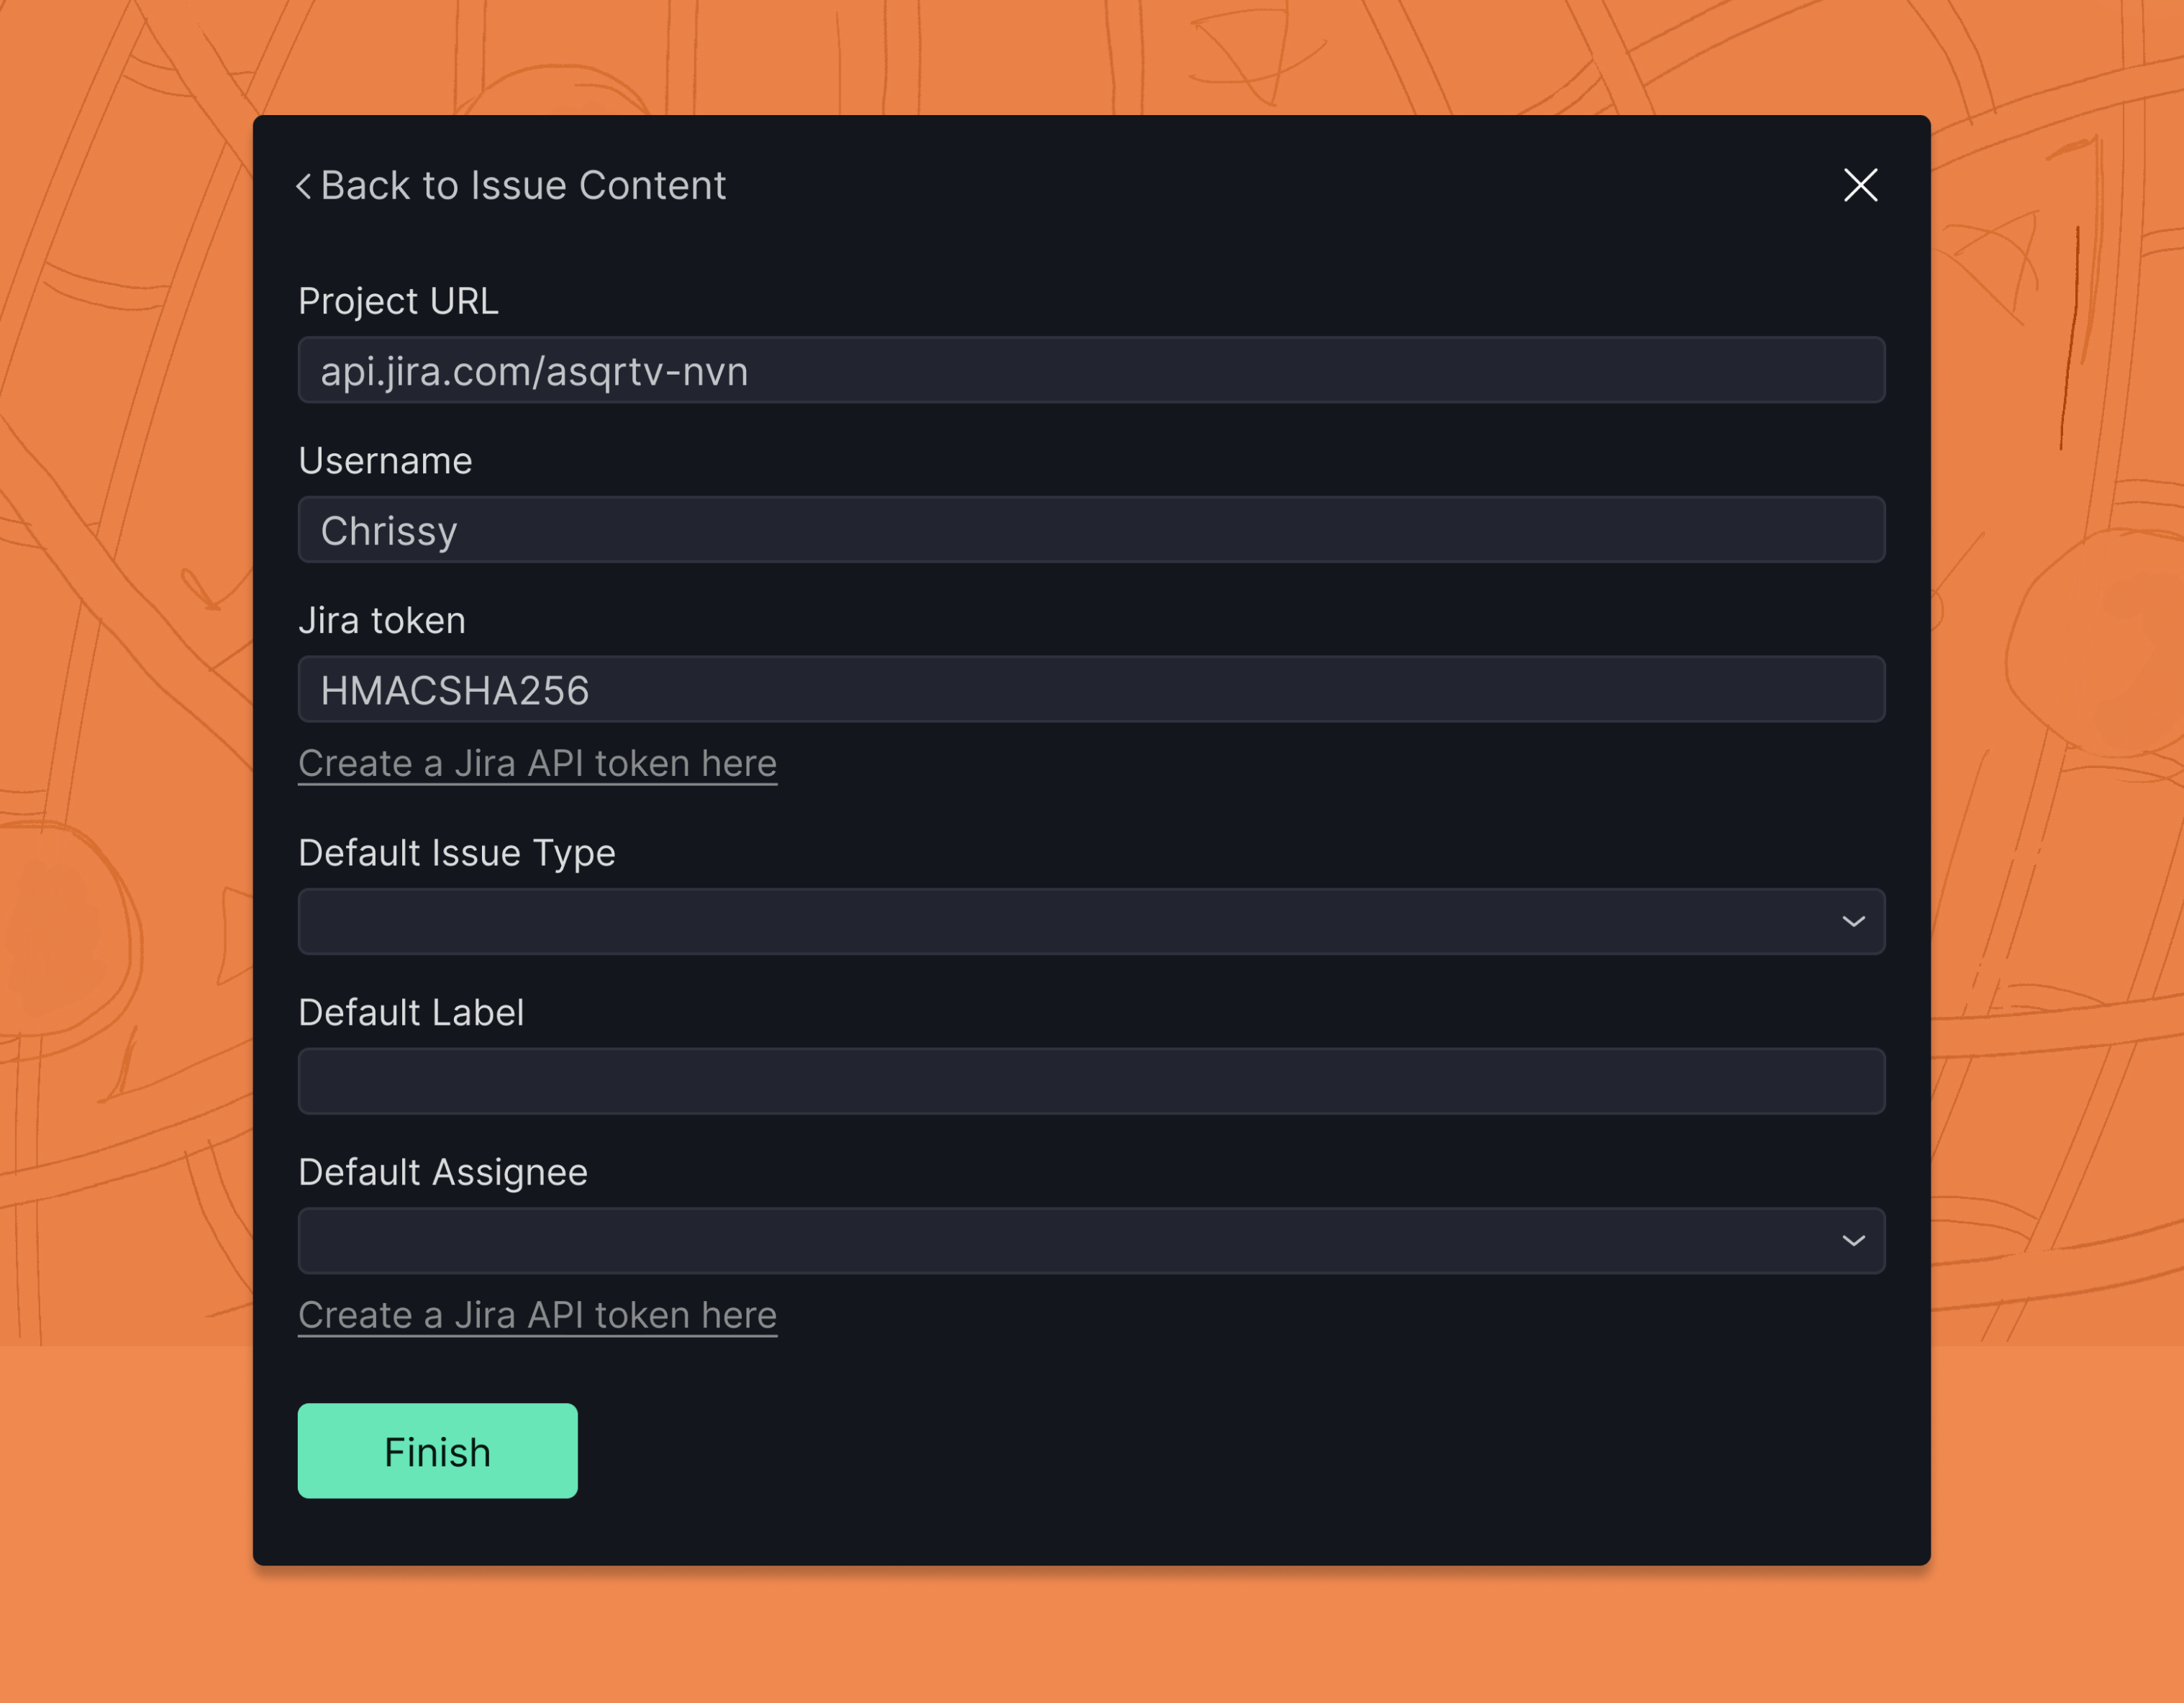 Back to Issue Content
Project URL
api.jira.com/asqrtv-nvn
Username
Chrissy
Jira token
HMACSHA256
Create a Jira API token here
Default Issue Type
Default Label
Default Assignee
Create a Jira API token here
Finish